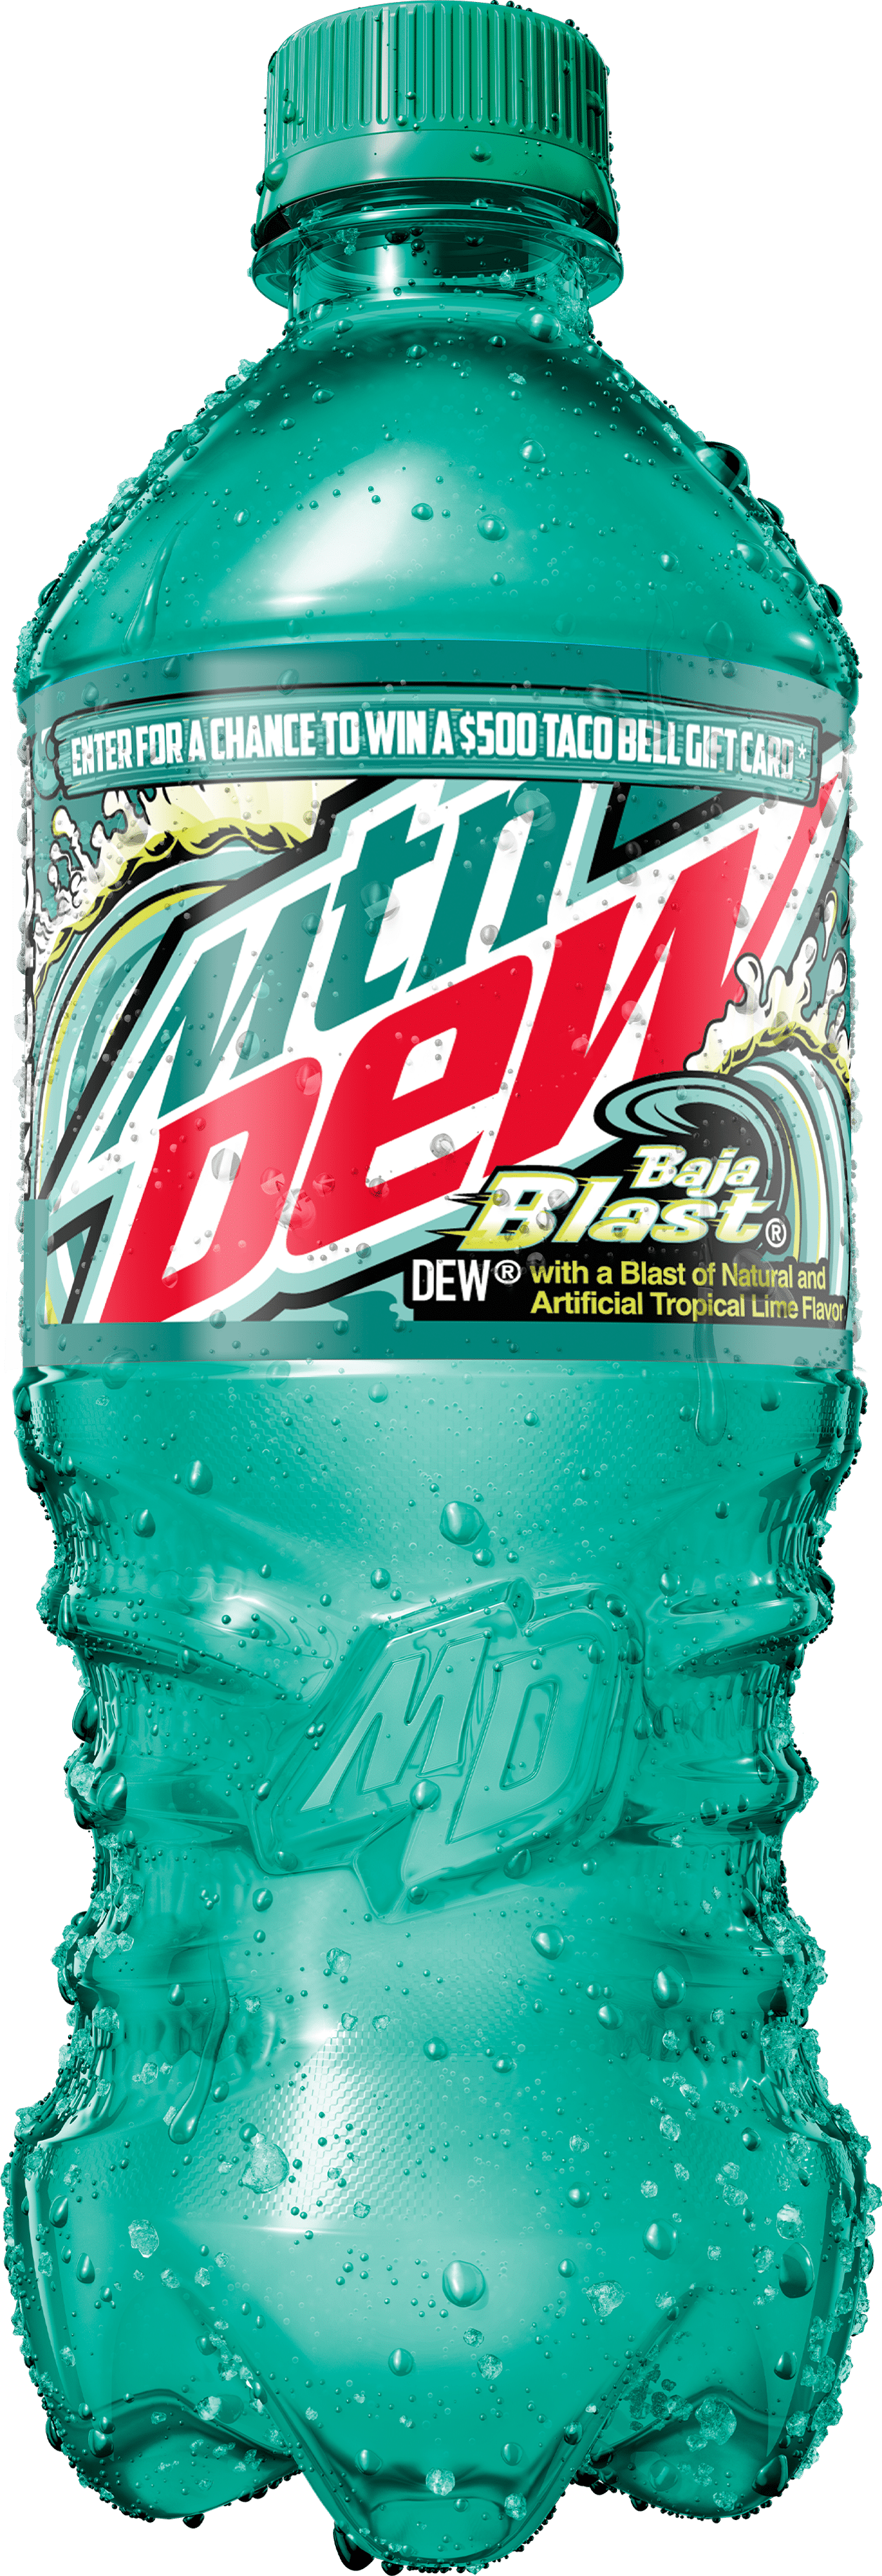 ENTER FOR A CHANCE TO WIN A $500 TACO BELL GIFT CARD*
Mtn
DEW
Baja
Blast®
DEW® with a Blast of Natural and
Artificial Tropical Lime Flavor
MD